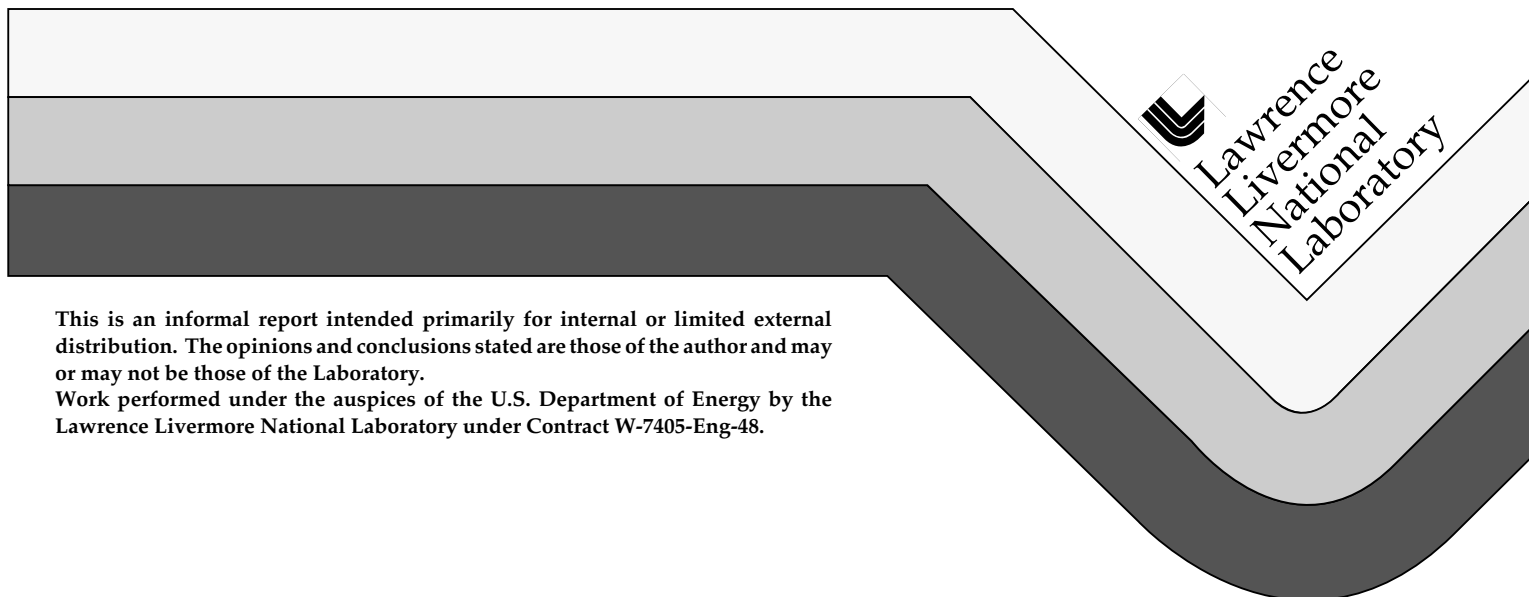 Lawrence
Livermore
National
Laboratory
This is an informal report intended primarily for internal or limited external
distribution. The opinions and conclusions stated are those of the author and may
or may not be those of the Laboratory.
Work performed under the auspices of the U.S. Department of Energy by the
Lawrence Livermore National Laboratory under Contract W-7405-Eng-48.